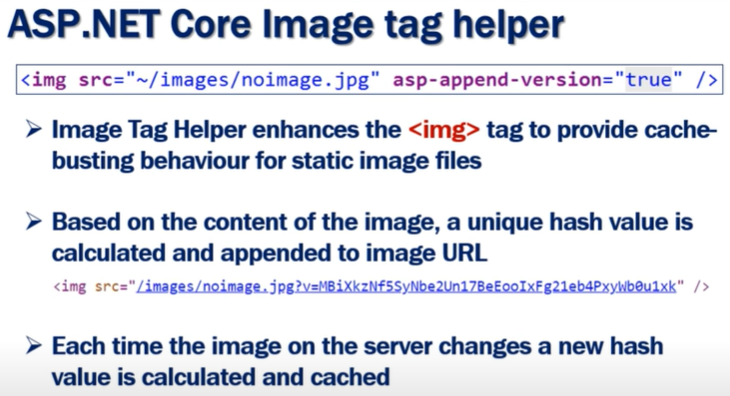 ASP.NET Core Image tag helper
<img src="~/images/noimage.jpg" asp-append-version="true" />
➢ Image Tag Helper enhances the <img> tag to provide cache-
busting behaviour for static image files
➢ Based on the content of the image, a unique hash value is
calculated and appended to image URL
<img src="/images/noimage.jpg?v=MBiXkzNf5SyNbe2Un17BeEooIxFg21eb4PxyWb0u1xk" />
➢ Each time the image on the server changes a new hash
value is calculated and cached